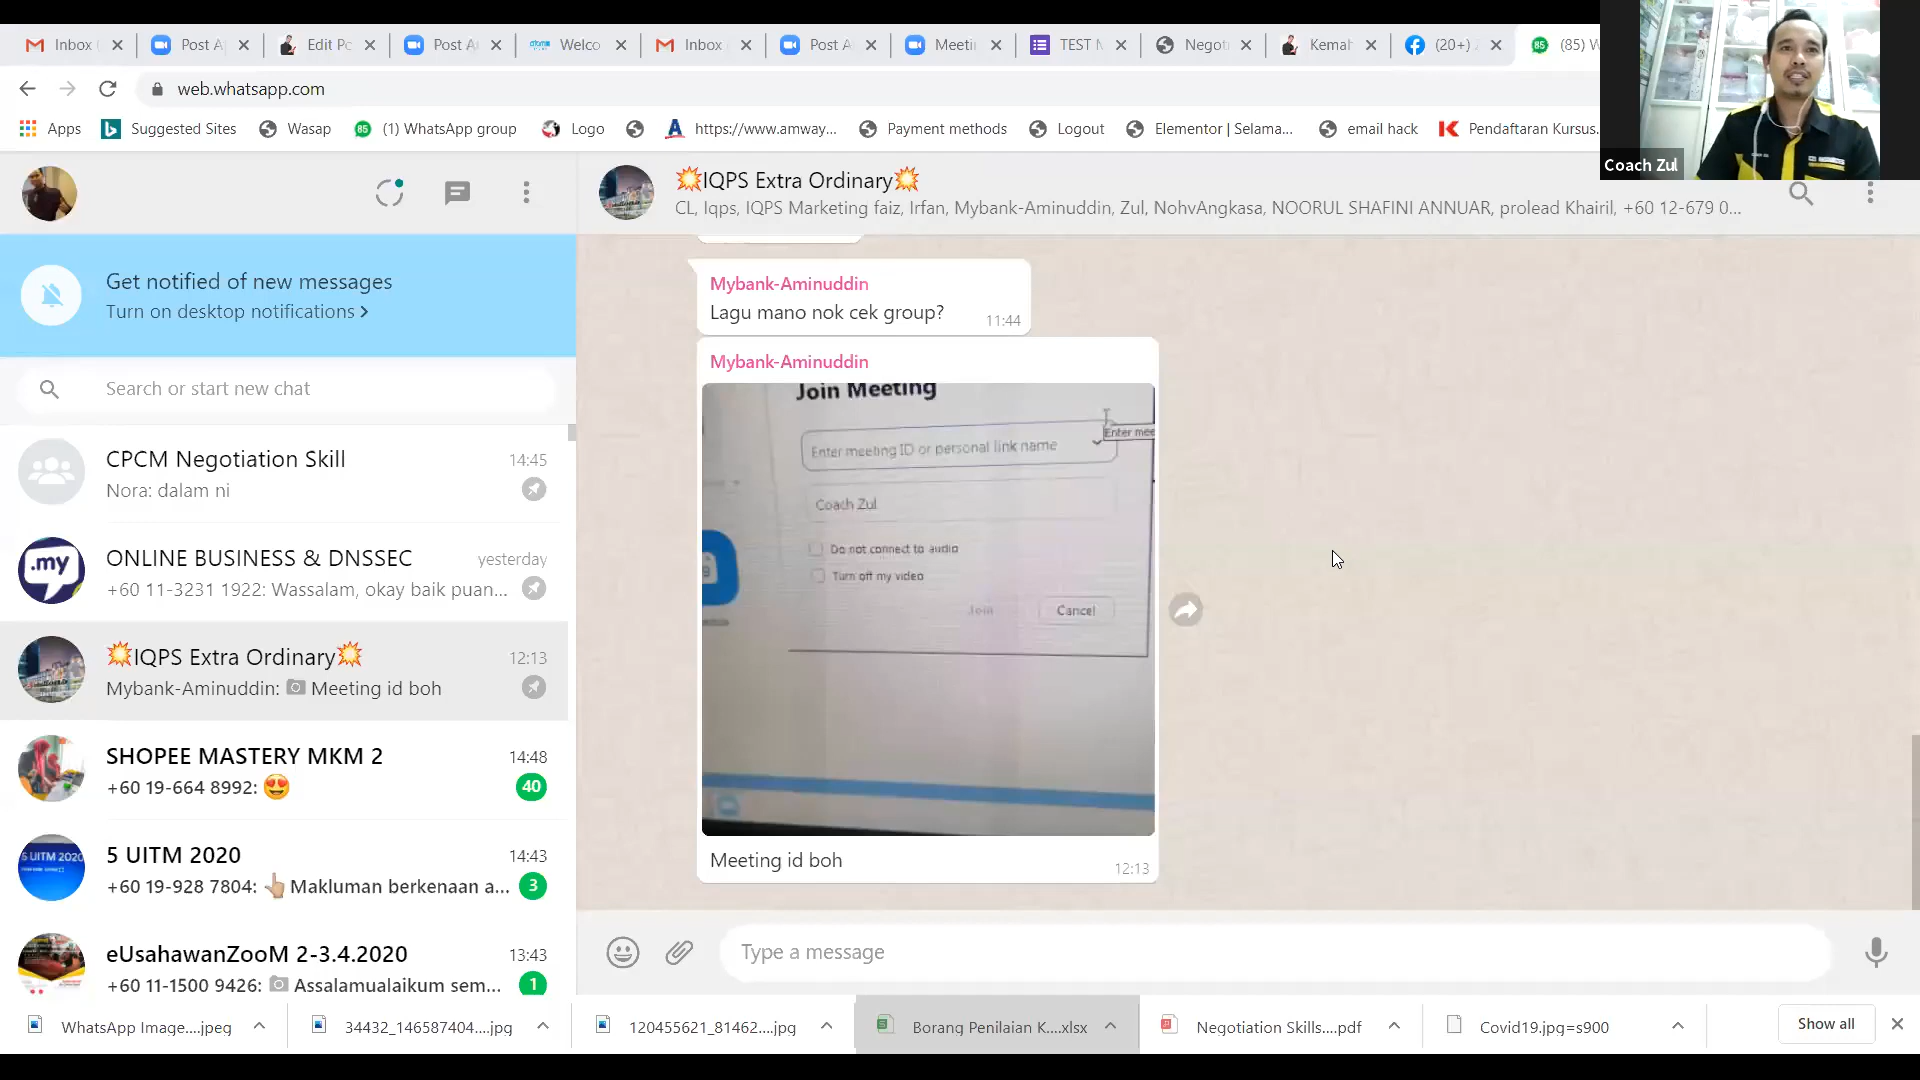 Inbox
Post A
Edit Po
Post A
Welco
Inbox
Post A
Meeti
TEST
Negot
Kemah
(20+)
(85) W
web.whatsapp.com
Apps
Suggested Sites
Wasap
(1) WhatsApp group
Logo
https://www.amway...
Payment methods
Logout
Elementor | Selama...
email hack
Pendaftaran Kursus.
Coach Zul
💥IQPS Extra Ordinary💥
CL, Iqps, IQPS Marketing faiz, Irfan, Mybank-Aminuddin, Zul, NohvAngkasa, NOORUL SHAFINI ANNUAR, prolead Khairil, +60 12-679 0...
Get notified of new messages
Turn on desktop notifications >
Search or start new chat
CPCM Negotiation Skill
14:45
Nora: dalam ni
.my
ONLINE BUSINESS & DNSSEC
yesterday
+60 11-3231 1922: Wassalam, okay baik puan...
💥IQPS Extra Ordinary💥
12:13
Mybank-Aminuddin: 📷 Meeting id boh
SHOPEE MASTERY MKM 2
14:48
+60 19-664 8992: 😍
40
5 UITM 2020
5 UITM 2020
14:43
+60 19-928 7804: 👆🏼Makluman berkenaan a...
3
eUsahawanZooM 2-3.4.2020
13:43
+60 11-1500 9426: 📷 Assalamualaikum sem...
1
Mybank-Aminuddin
Lagu mano nok cek group?
11:44
Mybank-Aminuddin
Join Meeting
Enter meeting ID or personal link name
Enter mee
Coach Zul
Do not connect to audio
Turn off my video
Join
Cancel
Meeting id boh
12:13
Type a message
WhatsApp Image....jpeg
34432_146587404....jpg
120455621_81462....jpg
Borang Penilaian K....xlsx
Negotiation Skills....pdf
Covid19.jpg=s900
Show all